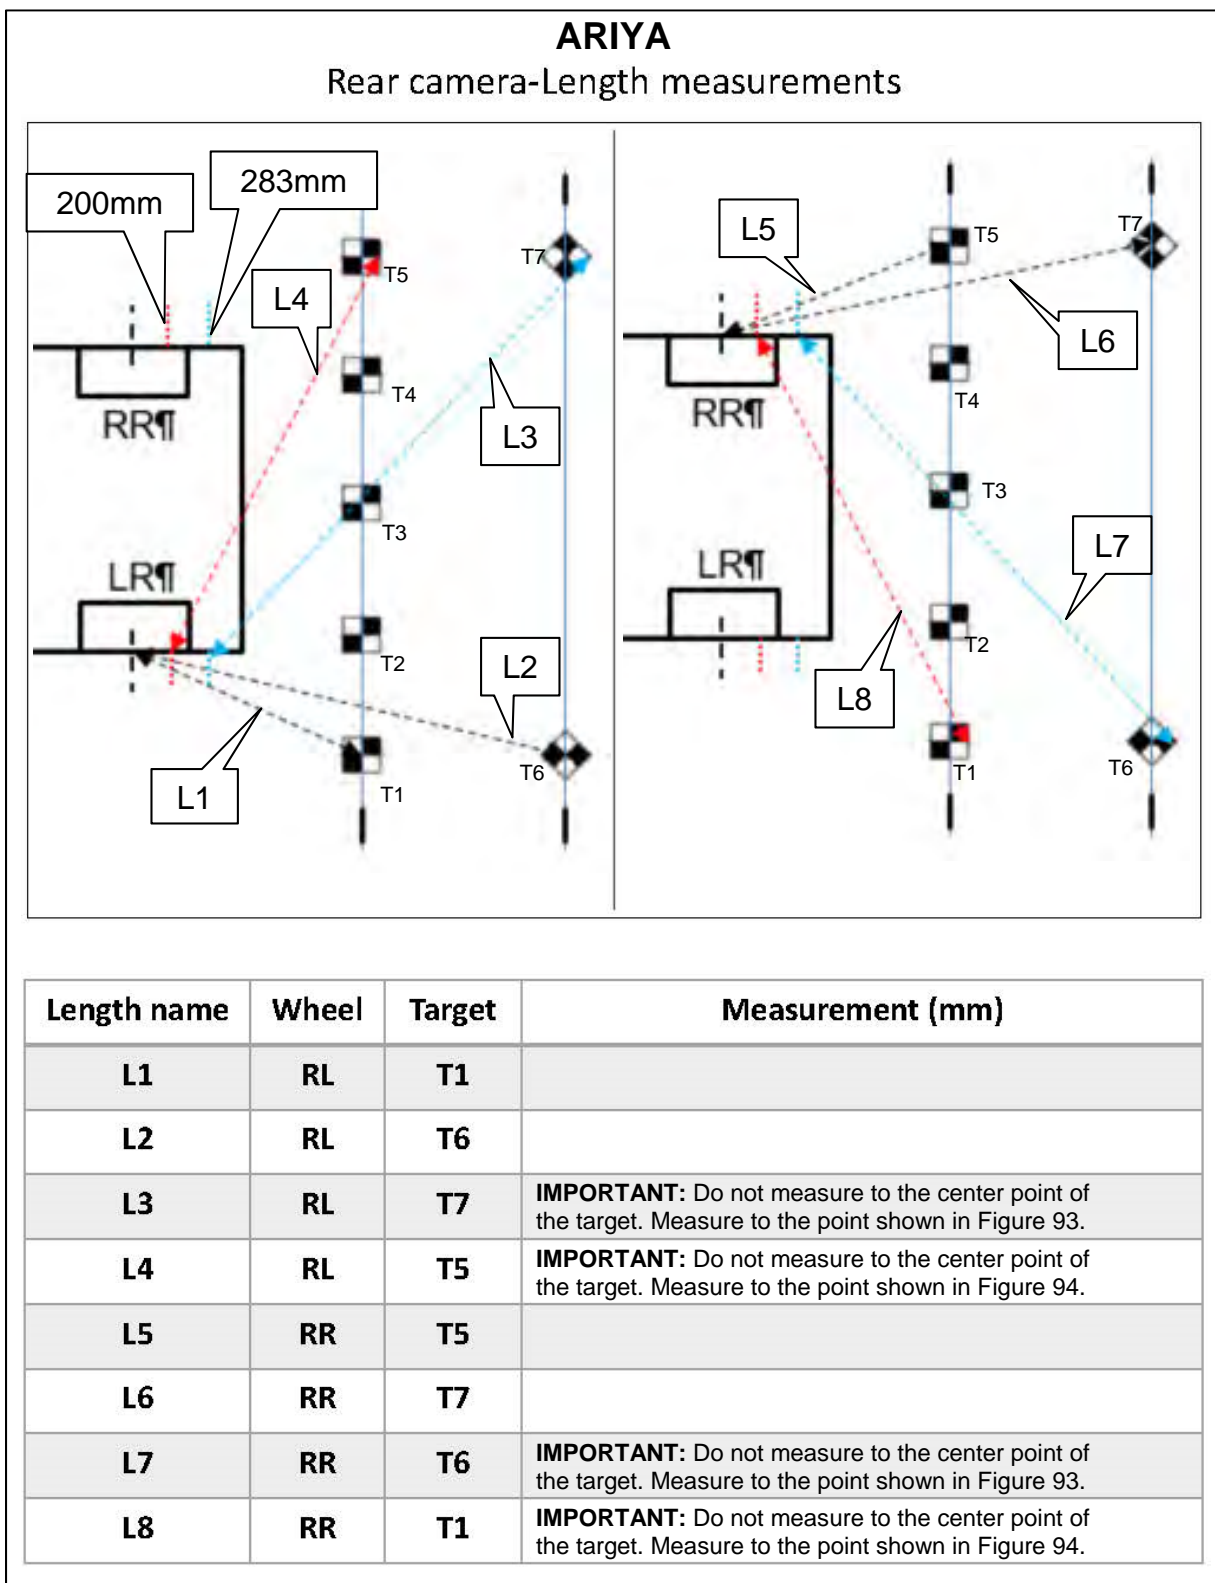 ARIYA
Rear camera-Length measurements
200mm
283mm
L4
T5
T7
T4
L3
RR¶
T3
LR¶
T2
L2
T6
L1
T1
L5
T5
T7
L6
T4
RR¶
T3
L7
LR¶
T2
L8
T1
T6
Length name Wheel Target Measurement (mm)
L1 RL T1
L2 RL T6
L3 RL T7 IMPORTANT: Do not measure to the center point of
the target. Measure to the point shown in Figure 93.
L4 RL T5 IMPORTANT: Do not measure to the center point of
the target. Measure to the point shown in Figure 94.
L5 RR T5
L6 RR T7
L7 RR T6 IMPORTANT: Do not measure to the center point of
the target. Measure to the point shown in Figure 93.
L8 RR T1 IMPORTANT: Do not measure to the center point of
the target. Measure to the point shown in Figure 94.